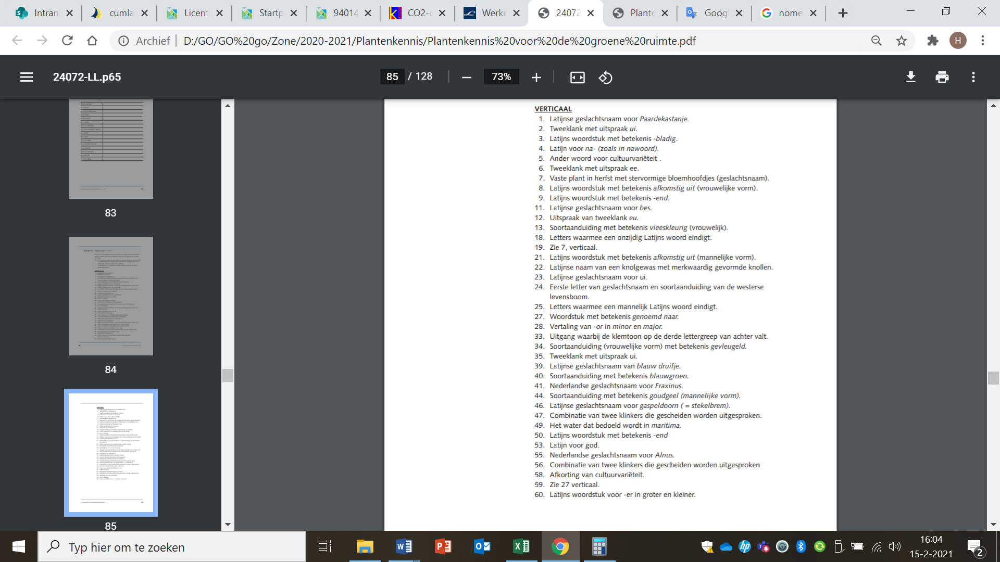 Intran
cumla
Licent
Startp
94014
CO2-c
Werke
24072
Plante
Goog
nome
Archief
D:/GO/GO%20go/Zone/2020-2021/Plantenkennis/Plantenkennis%20voor%20de%20groene%20ruimte.pdf
H
24072-LL.p65
85 / 128
73%
83
84
85
VERTICAAL
1. Latijnse geslachtsnaam voor Paardekastanje.
2. Tweeklank met uitspraak ui.
3. Latijns woordstuk met betekenis -bladig.
4. Latijn voor na- (zoals in nawoord).
5. Ander woord voor cultuurvariëteit .
6. Tweeklank met uitspraak ee.
7. Vaste plant in herfst met stervormige bloemhoofdjes (geslachtsnaam).
8. Latijns woordstuk met betekenis afkomstig uit (vrouwelijke vorm).
9. Latijns woordstuk met betekenis -end.
11. Latijnse geslachtsnaam voor bes.
12. Uitspraak van tweeklank eu.
13. Soortaanduiding met betekenis vleeskleurig (vrouwelijk).
18. Letters waarmee een onzijdig Latijns woord eindigt.
19. Zie 7, verticaal.
21. Latijns woordstuk met betekenis afkomstig uit (mannelijke vorm).
22. Latijnse naam van een knolgewas met merkwaardig gevormde knollen.
23. Latijnse geslachtsnaam voor ui.
24. Eerste letter van geslachtsnaam en soortaanduiding van de westerse
levensboom.
25. Letters waarmee een mannelijk Latijns woord eindigt.
27. Woordstuk met betekenis genoemd naar.
28. Vertaling van -or in minor en major.
33. Uitgang waarbij de klemtoon op de derde lettergreep van achter valt.
34. Soortaanduiding (vrouwelijke vorm) met betekenis gevleugeld.
35. Tweeklank met uitspraak ui.
39. Latijnse geslachtsnaam van blauw druifje.
40. Soortaanduiding met betekenis blauwgroen.
41. Nederlandse geslachtsnaam voor Fraxinus.
44. Soortaanduiding met betekenis goudgeel (mannelijke vorm).
46. Latijnse geslachtsnaam voor gaspeldoorn ( = stekelbrem).
47. Combinatie van twee klinkers die gescheiden worden uitgesproken.
49. Het water dat bedoeld wordt in maritima.
50. Latijns woordstuk met betekenis -end
53. Latijn voor god.
55. Nederlandse geslachtsnaam voor Alnus.
56. Combinatie van twee klinkers die gescheiden worden uitgesproken
58. Afkorting van cultuurvariëteit.
59. Zie 27 verticaal.
60. Latijns woordstuk voor -er in groter en kleiner.
Typ hier om te zoeken
16:04
15-2-2021
2